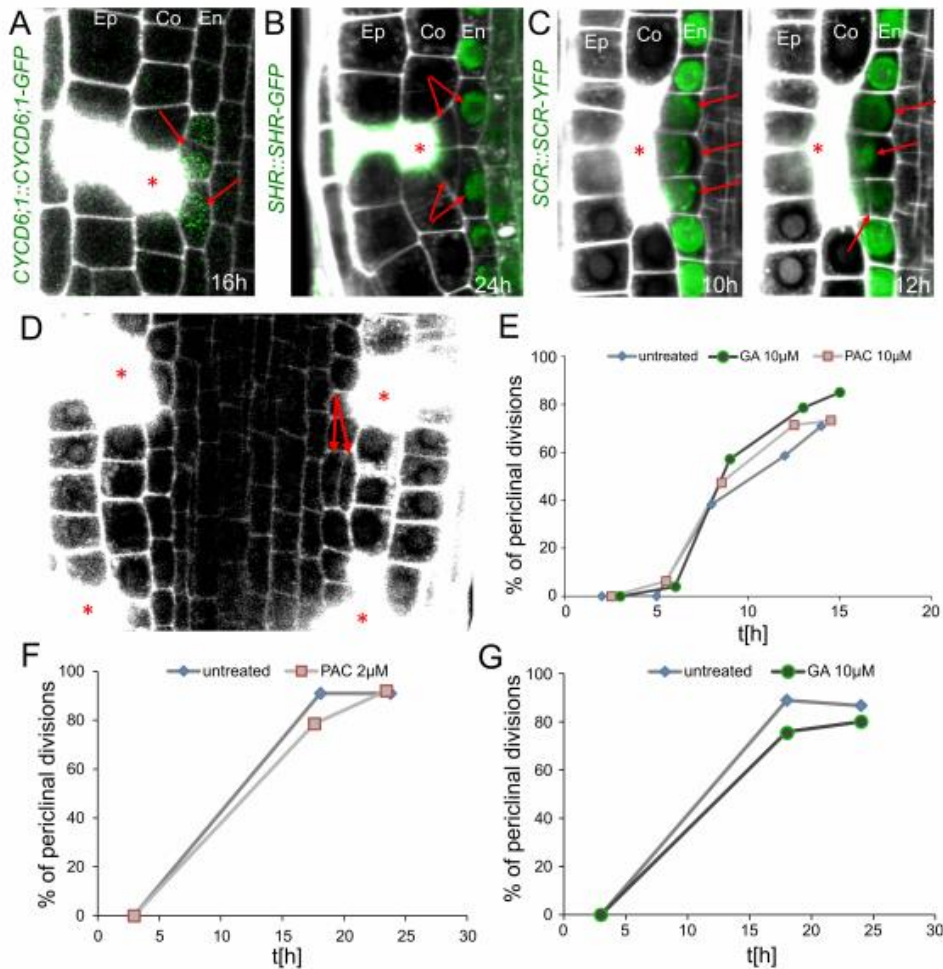 A
CYCD6;1::CYCD6;1-GFP
Ep Co En
*
16h
B
SHR::SHR-GFP
Ep Co En
*
24h
C
SCR::SCR-YFP
Ep Co En
*
10h
Ep Co En
*
12h
D
* *
* *
E
% of periclinal divisions
untreated GA 10µM PAC 10µM
100
80
60
40
20
0
0 5 10 15 20
t[h]
F
% of periclinal divisions
untreated PAC 2µM
100
80
60
40
20
0
0 5 10 15 20 25 30
t[h]
G
% of periclinal divisions
untreated GA 10µM
100
80
60
40
20
0
0 5 10 15 20 25 30
t[h]